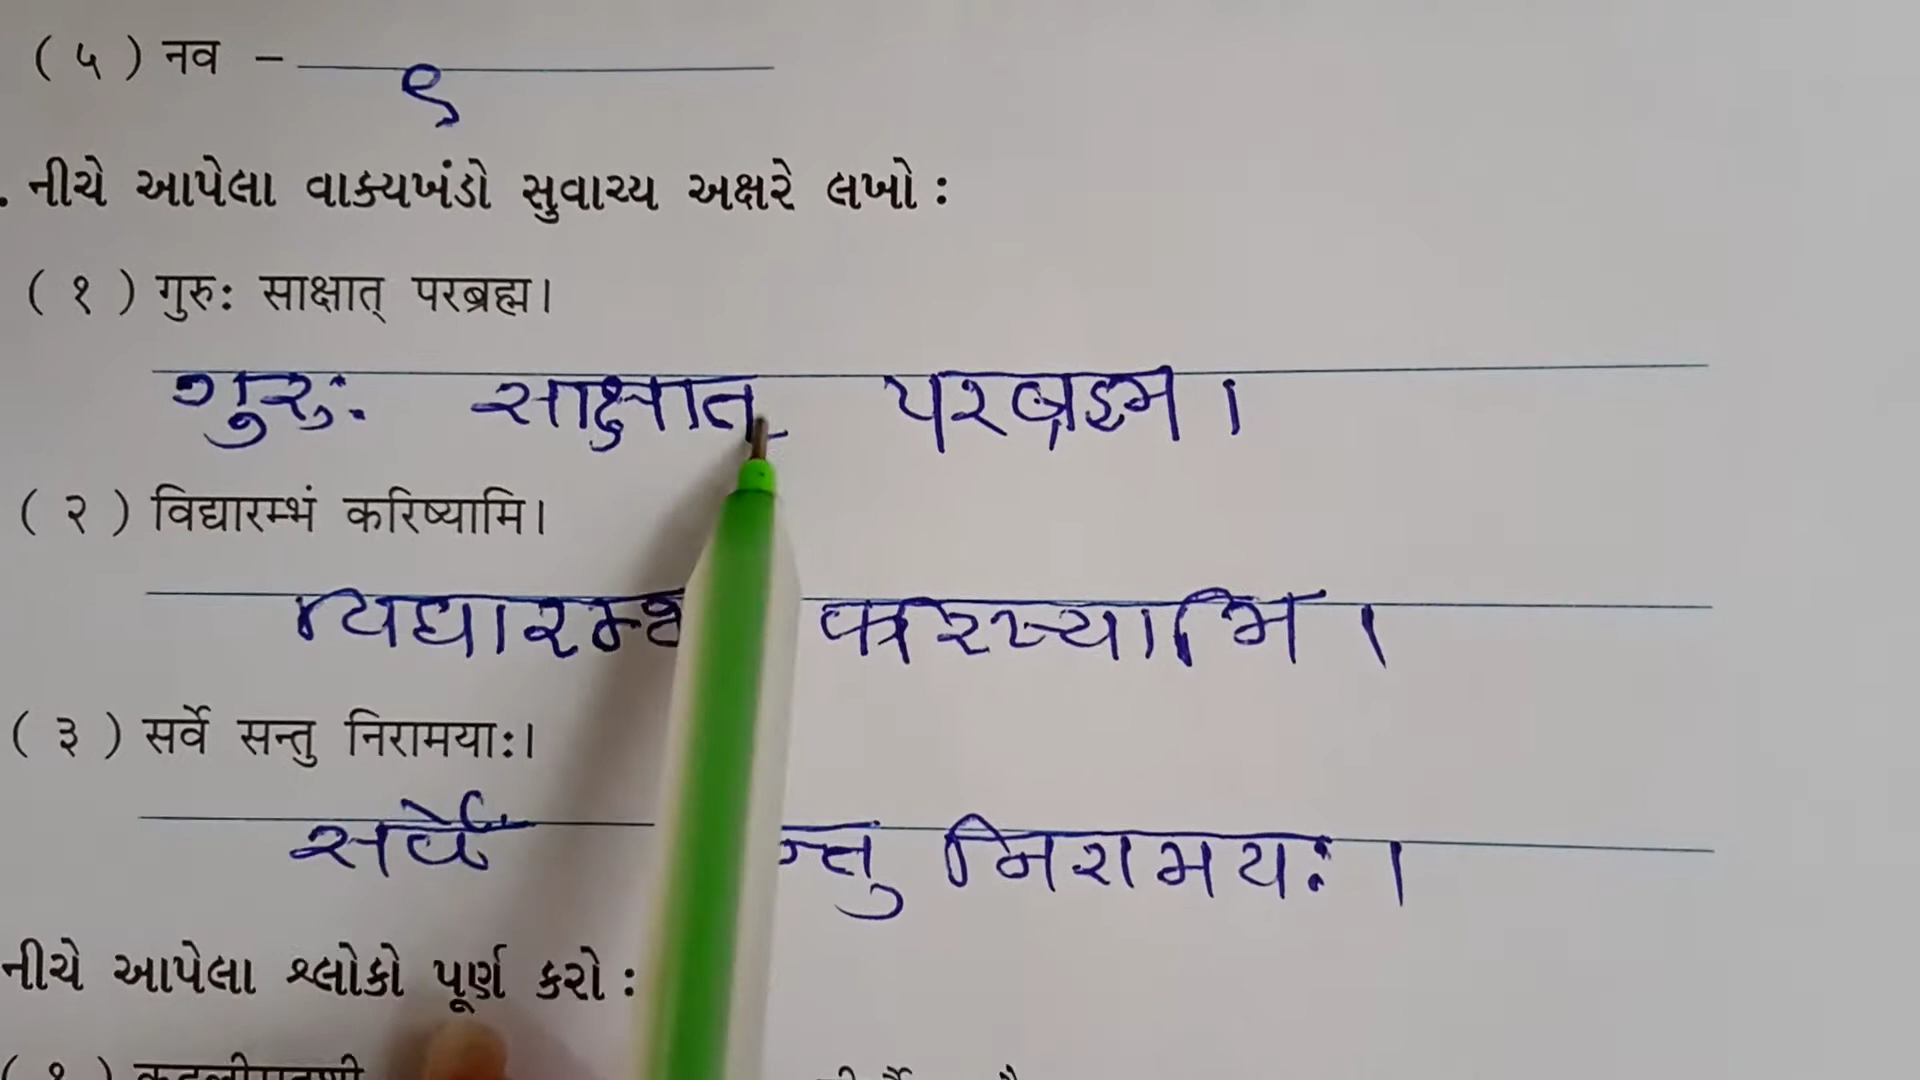 ( ५ ) नव -
९
. નીચે આપેલા વાક્યખંડો સુવાચ્ય અક્ષરે લખો :
( १ ) गुरुः साक्षात् परब्रह्म।
गुरुः साक्षात् परब्रह्म ।
( २ ) विद्यारम्भं करिष्यामि।
करिष्यामि ।
( ३ ) सर्वे सन्तु निरामयाः।
सर्वे न्तु निरामयः ।
નીચે આપેલા શ્લોકો પૂર્ણ કરો :
( १ )